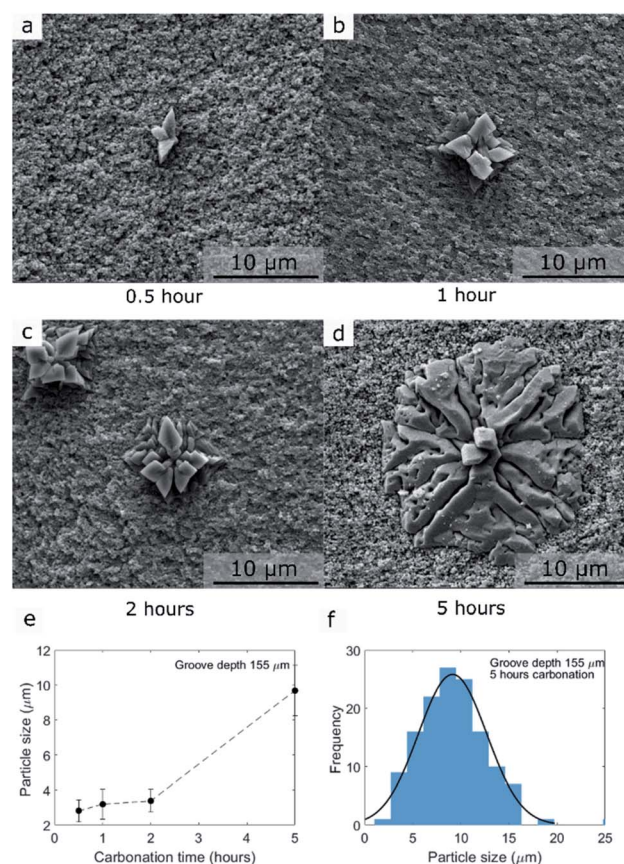 a
b
10 μm
10 μm
0.5 hour
1 hour
c
d
10 μm
10 μm
2 hours
5 hours
e
f
Groove depth 155 μm
Particle size (μm)
12
10
8
6
4
2
0
1
2
3
4
5
Carbonation time (hours)
Groove depth 155 μm
5 hours carbonation
Frequency
30
20
10
0
0
5
10
15
20
25
Particle size (μm)